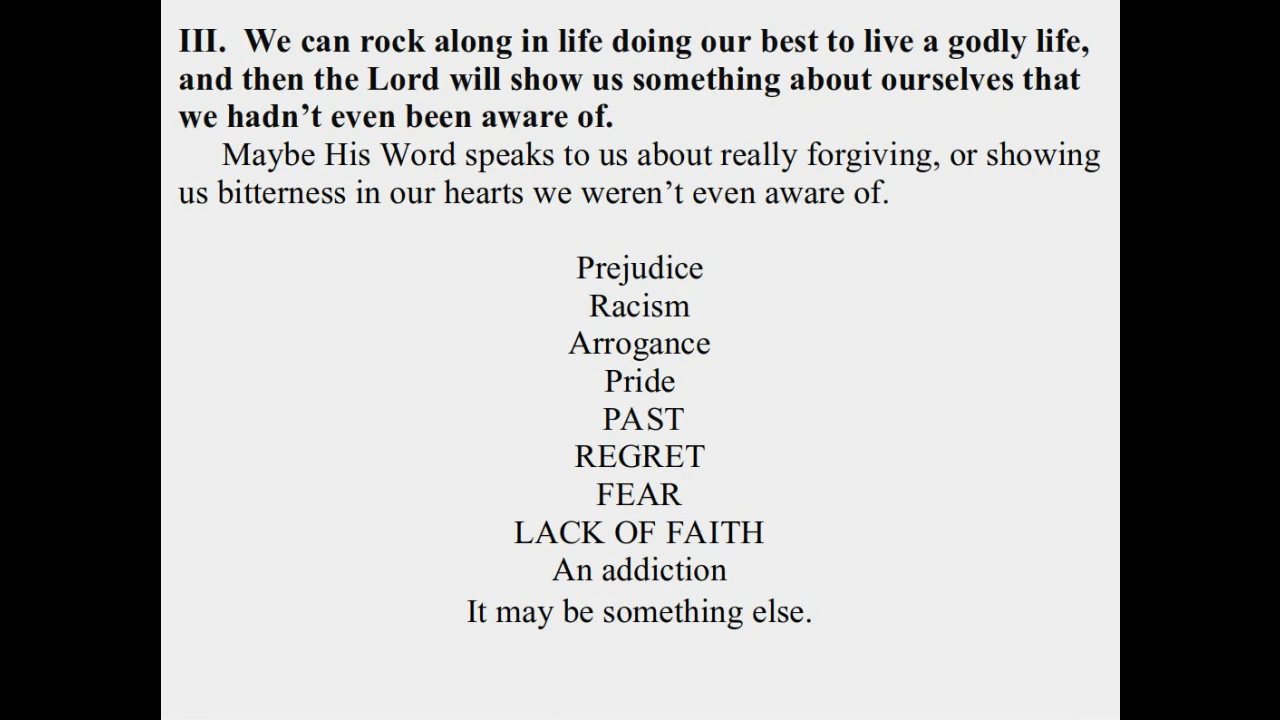 III.  We can rock along in life doing our best to live a godly life,
and then the Lord will show us something about ourselves that
we hadn’t even been aware of.
Maybe His Word speaks to us about really forgiving, or showing
us bitterness in our hearts we weren’t even aware of.
Prejudice
Racism
Arrogance
Pride
PAST
REGRET
FEAR
LACK OF FAITH
An addiction
It may be something else.